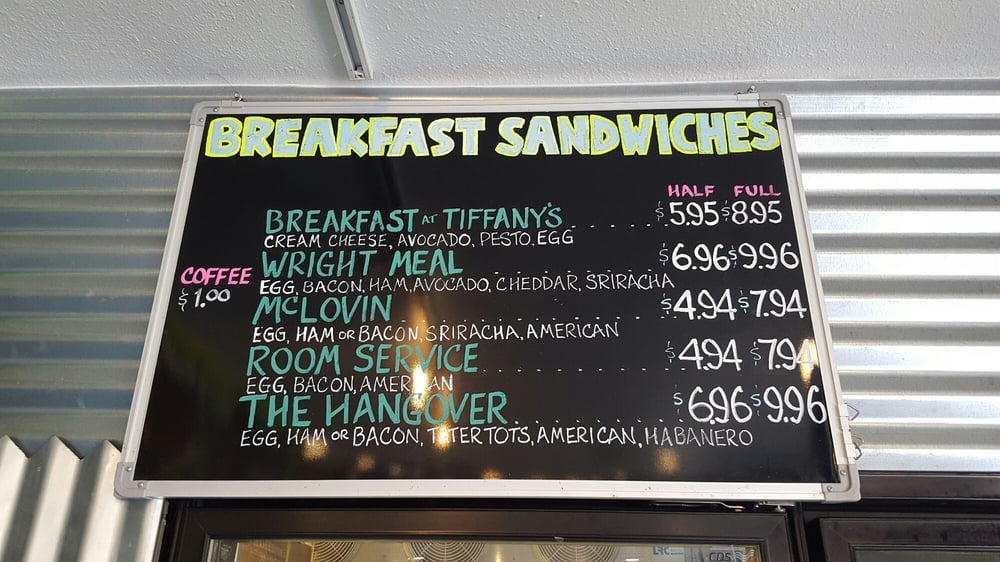 BREAKFAST SANDWICHES
HALF FULL
BREAKFAST AT TIFFANY'S . . . . . . $5.95 $8.95
CREAM CHEESE, AVOCADO, PESTO, EGG
WRIGHT MEAL . . . . . . . . . . $6.96 $9.96
EGG, BACON, HAM, AVOCADO, CHEDDAR, SRIRACHA
COFFEE
$1.00
McLOVIN . . . . . . . . . . $4.94 $7.94
EGG, HAM OR BACON, SRIRACHA, AMERICAN
ROOM SERVICE . . . . . . . . . . $4.94 $7.94
EGG, BACON, AMERICAN
THE HANGOVER . . . . . . . . . . $6.96 $9.96
EGG, HAM OR BACON, TATER TOTS, AMERICAN, HABANERO
LRC CDS